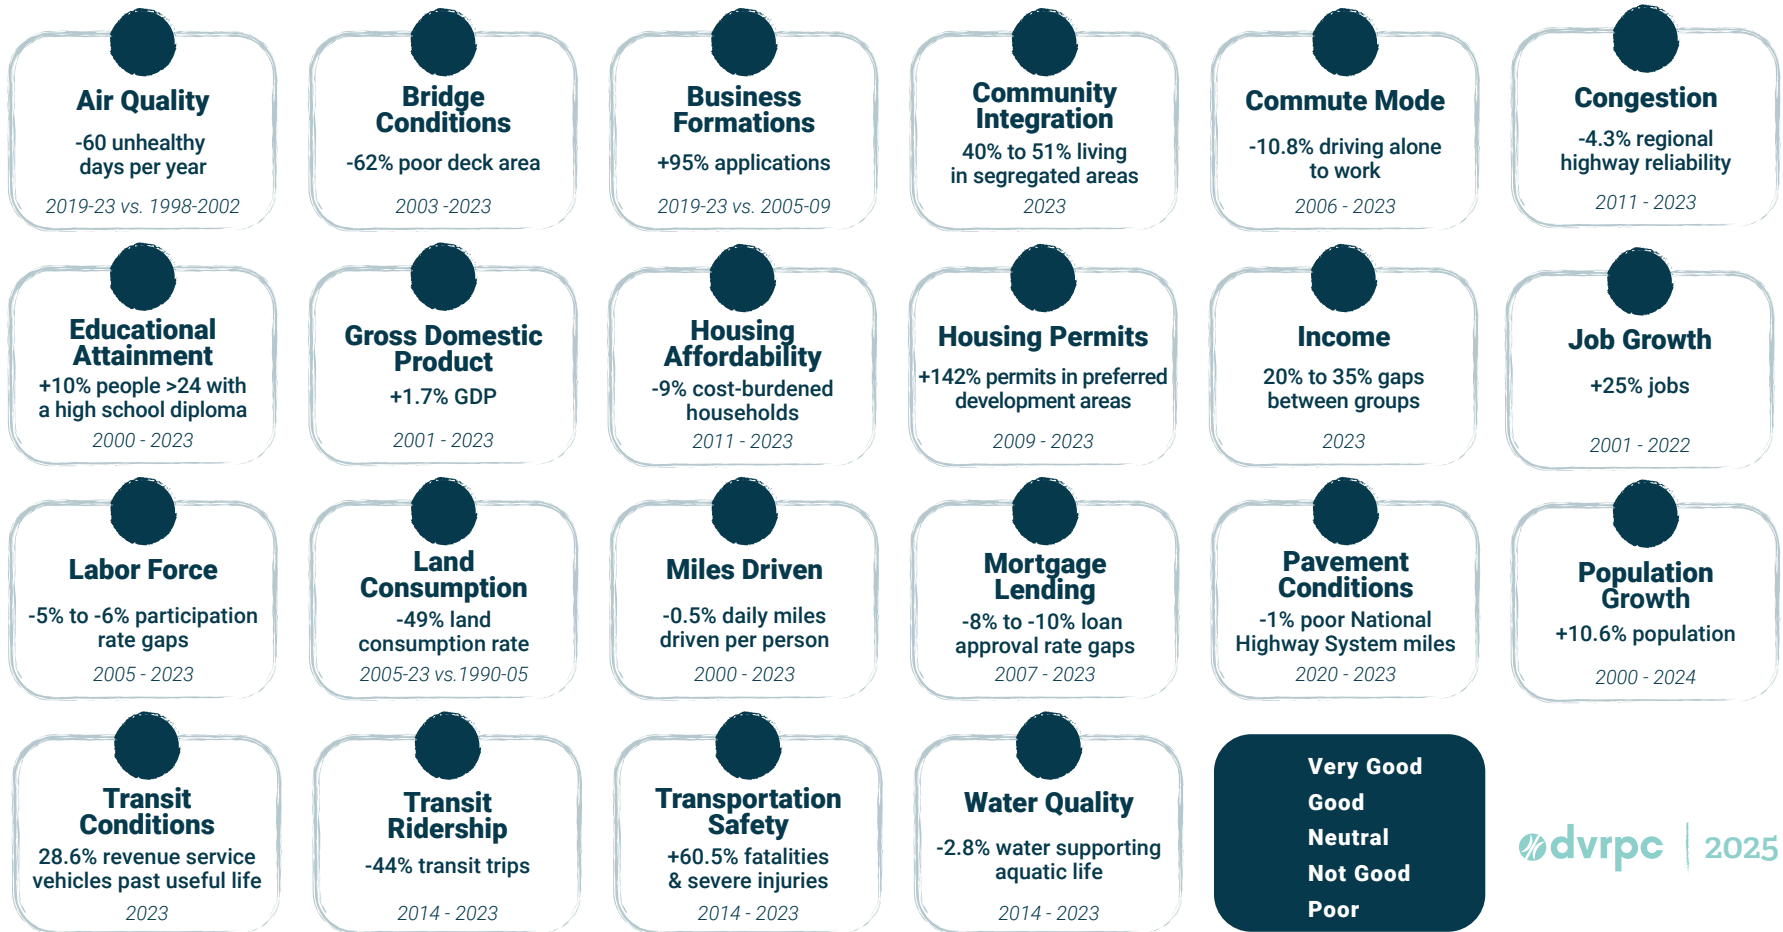 Air Quality
-60 unhealthy
days per year
2019-23 vs. 1998-2002
Bridge
Conditions
-62% poor deck area
2003 -2023
Business
Formations
+95% applications
2019-23 vs. 2005-09
Community
Integration
40% to 51% living
in segregated areas
2023
Commute Mode
-10.8% driving alone
to work
2006 - 2023
Congestion
-4.3% regional
highway reliability
2011 - 2023
Educational
Attainment
+10% people >24 with
a high school diploma
2000 - 2023
Gross Domestic
Product
+1.7% GDP
2001 - 2023
Housing
Affordability
-9% cost-burdened
households
2011 - 2023
Housing Permits
+142% permits in preferred
development areas
2009 - 2023
Income
20% to 35% gaps
between groups
2023
Job Growth
+25% jobs
2001 - 2022
Labor Force
-5% to -6% participation
rate gaps
2005 - 2023
Land
Consumption
-49% land
consumption rate
2005-23 vs.1990-05
Miles Driven
-0.5% daily miles
driven per person
2000 - 2023
Mortgage
Lending
-8% to -10% loan
approval rate gaps
2007 - 2023
Pavement
Conditions
-1% poor National
Highway System miles
2020 - 2023
Population
Growth
+10.6% population
2000 - 2024
Transit
Conditions
28.6% revenue service
vehicles past useful life
2023
Transit
Ridership
-44% transit trips
2014 - 2023
Transportation
Safety
+60.5% fatalities
& severe injuries
2014 - 2023
Water Quality
-2.8% water supporting
aquatic life
2014 - 2023
Very Good
Good
Neutral
Not Good
Poor
dvrpc | 2025